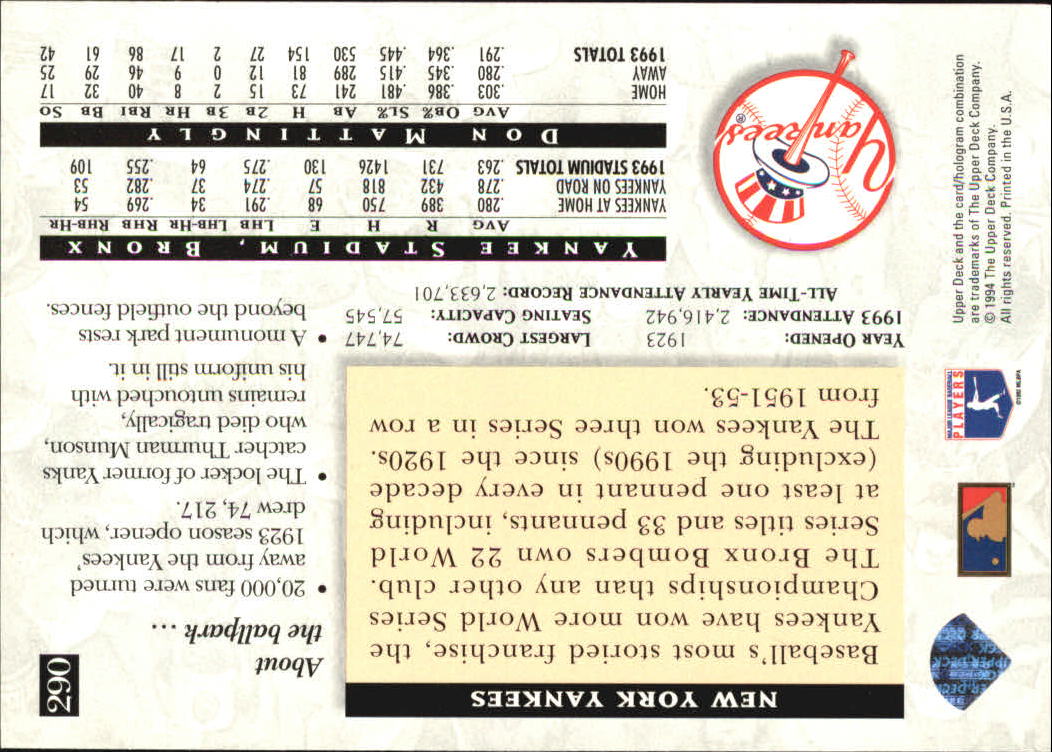 290
NEW YORK YANKEES
Baseball's most storied franchise, the
Yankees have won more World Series
Championships than any other club.
The Bronx Bombers own 22 World
Series titles and 33 pennants, including
at least one pennant in every decade
(excluding the 1990s) since the 1920s.
The Yankees won three Series in a row
from 1951-53.
About
the ballpark ...
• 20,000 fans were turned
away from the Yankees'
1923 season opener, which
drew 74,217.
• The locker of former Yanks
catcher Thurman Munson,
who died tragically,
remains untouched with
his uniform still in it.
• A monument park rests
beyond the outfield fences.
YEAR OPENED: 1923 LARGEST CROWD: 74,747
1993 ATTENDANCE: 2,416,942 SEATING CAPACITY: 57,545
ALL-TIME YEARLY ATTENDANCE RECORD: 2,633,701
YANKEE STADIUM, BRONX
AVG R H E LHB LHB-HR RHB RHB-HR
YANKEES AT HOME .280 389 750 68 .291 34 .269 54
YANKEES ON ROAD .278 432 818 57 .274 37 .282 53
1993 STADIUM TOTALS .263 731 1426 130 .275 64 .255 109
DON MATTINGLY
AVG OB% SL% AB H 2B 3B HR RBI BB SO
HOME .303 .386 .481 241 73 15 2 8 40 32 17
AWAY .280 .345 .415 289 81 12 0 9 46 29 25
1993 TOTALS .291 .364 .445 530 154 27 2 17 86 61 42
Yankees®
MAJOR LEAGUE BASEBALL
PLAYERS
Upper Deck and the card/hologram combination
are trademarks of The Upper Deck Company.
© 1994 The Upper Deck Company.
All rights reserved. Printed in the U.S.A.